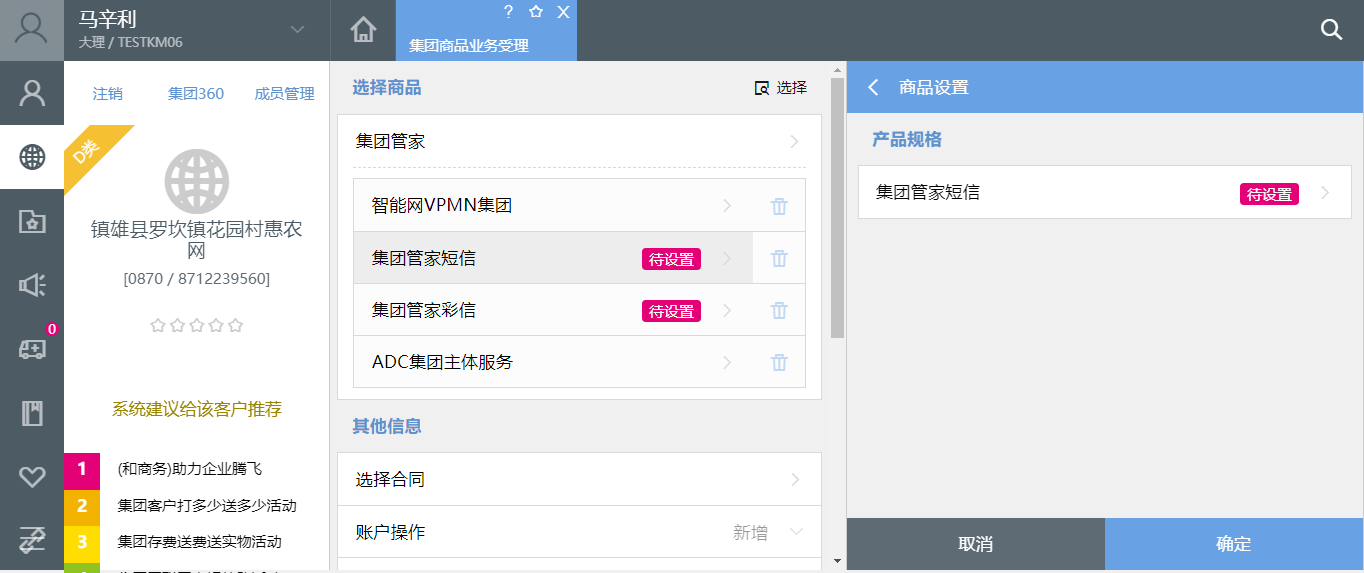 马辛利
大理 / TESTKM06
? X
集团商品业务受理
0
注销 集团360 成员管理
D类
镇雄县罗坎镇花园村惠农
网
[0870 / 8712239560]
系统建议给该客户推荐
1 (和商务)助力企业腾飞
2 集团客户打多少送多少活动
3 集团存费送费送实物活动
选择商品 选择
集团管家
智能网VPMN集团
集团管家短信 待设置
集团管家彩信 待设置
ADC集团主体服务
其他信息
选择合同
账户操作 新增
商品设置
产品规格
集团管家短信 待设置
取消 确定